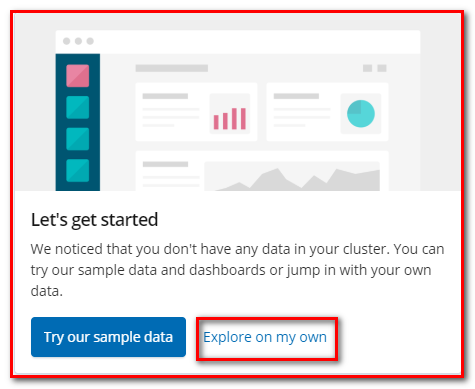 Let's get started
We noticed that you don't have any data in your cluster. You can
try our sample data and dashboards or jump in with your own
data.
Try our sample data
Explore on my own